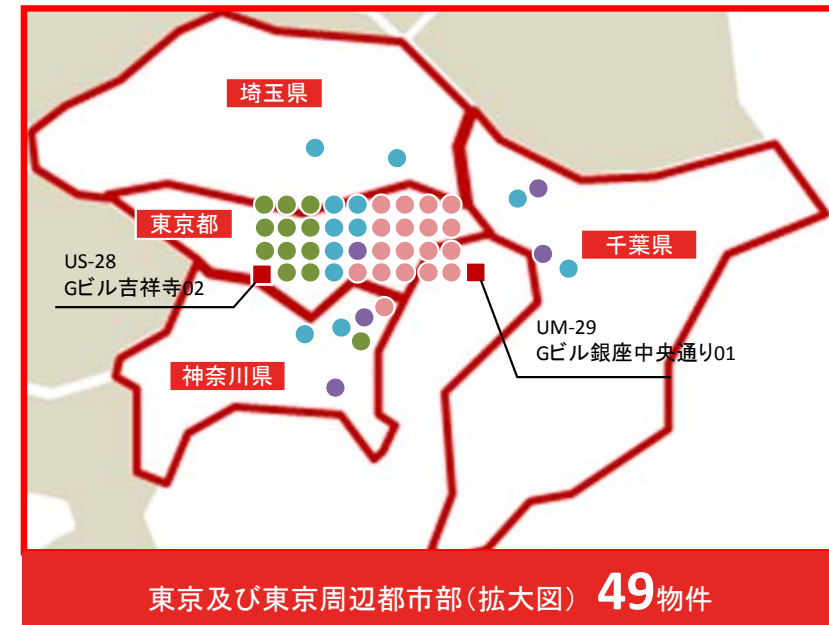 埼玉県
東京都
千葉県
US-28
Gビル吉祥寺02
UM-29
Gビル銀座中央通り01
神奈川県
東京及び東京周辺都市部(拡大図) 49物件